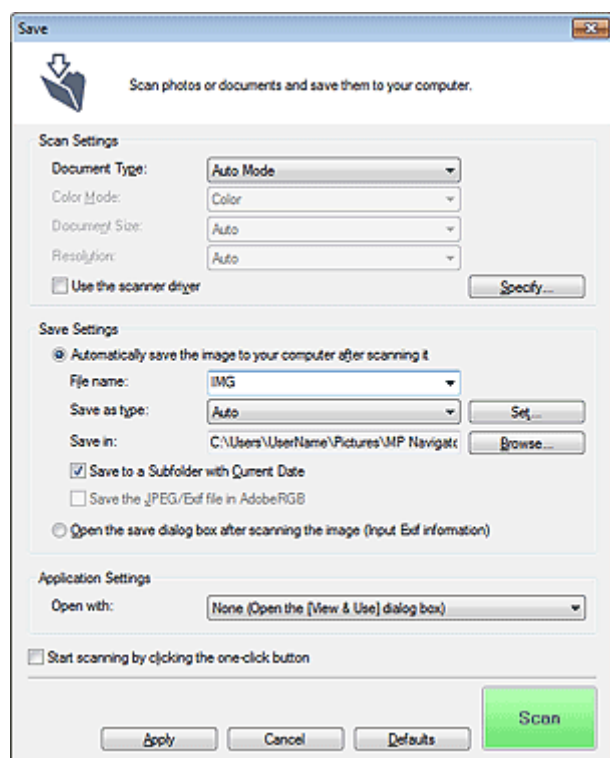 Save
Scan photos or documents and save them to your computer.
Scan Settings
Document Type: Auto Mode
Color Mode: Color
Document Size: Auto
Resolution: Auto
Use the scanner driver Specify...
Save Settings
Automatically save the image to your computer after scanning it
File name: IMG
Save as type: Auto Set...
Save in: C:\Users\UserName\Pictures\MP Navigato Browse...
Save to a Subfolder with Current Date
Save the JPEG/Exif file in AdobeRGB
Open the save dialog box after scanning the image (Input Exif information)
Application Settings
Open with: None (Open the [View & Use] dialog box)
Start scanning by clicking the one-click button
Scan
Apply Cancel Defaults